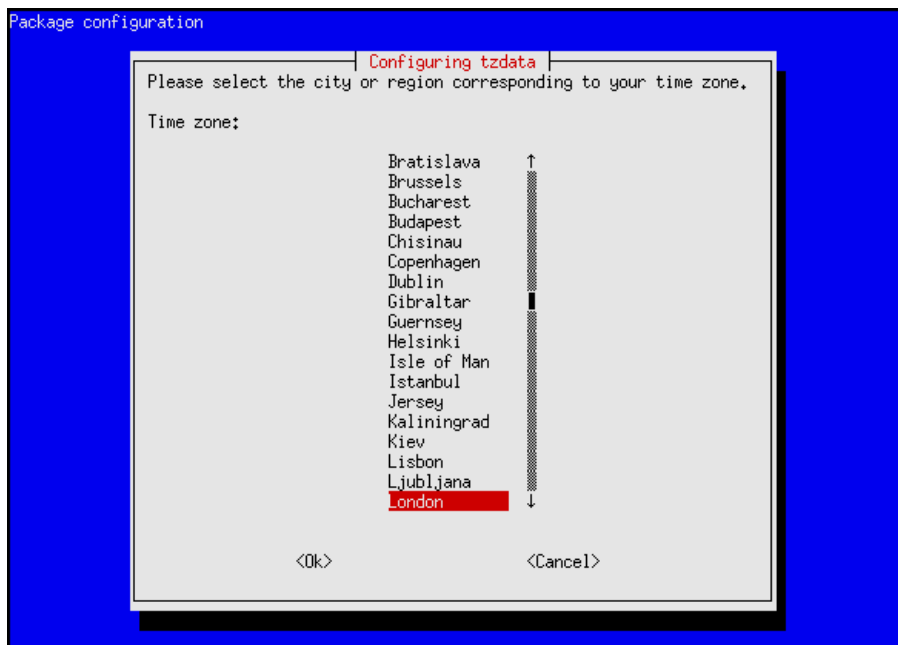 Package configuration
Configuring tzdata
Please select the city or region corresponding to your time zone.
Time zone:
Bratislava ↑
Brussels
Bucharest
Budapest
Chisinau
Copenhagen
Dublin
Gibraltar
Guernsey
Helsinki
Isle of Man
Istanbul
Jersey
Kaliningrad
Kiev
Lisbon
Ljubljana
London ↓
<Ok> <Cancel>